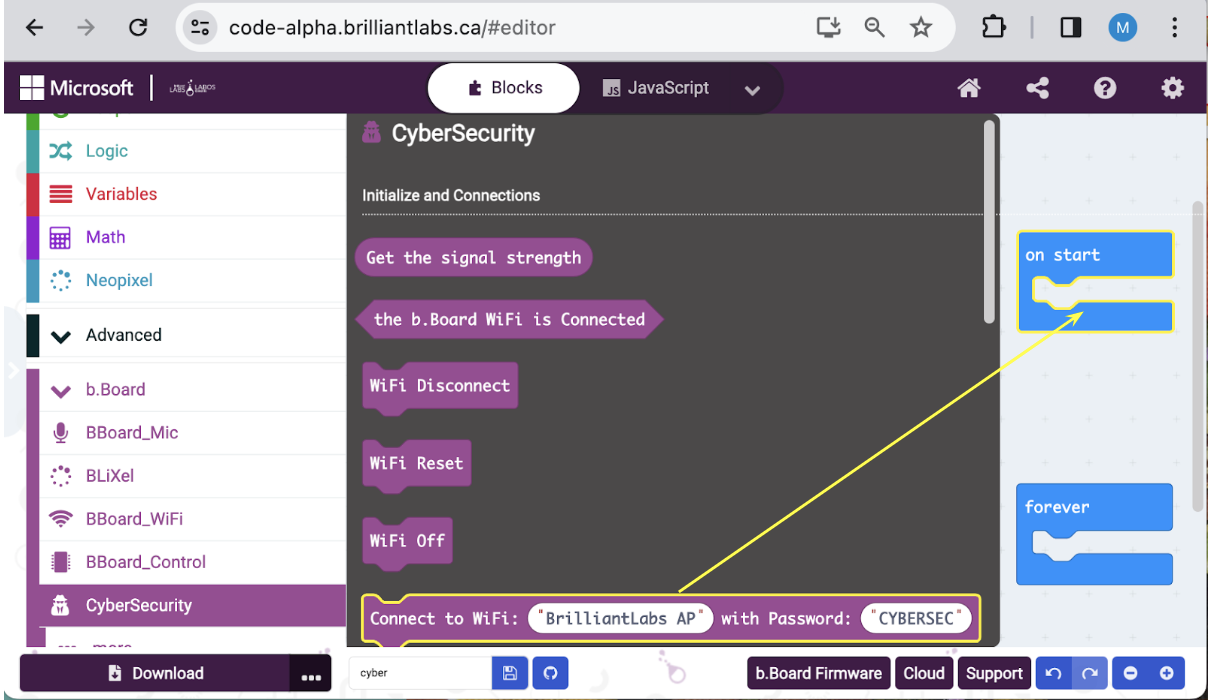 code-alpha.brilliantlabs.ca/#editor
M
Microsoft
LABS LABOS
Blocks
JS JavaScript
Logic
Variables
Math
Neopixel
Advanced
b.Board
BBoard_Mic
BLiXel
BBoard_WiFi
BBoard_Control
CyberSecurity
CyberSecurity
Initialize and Connections
Get the signal strength
the b.Board WiFi is Connected
WiFi Disconnect
WiFi Reset
WiFi Off
Connect to WiFi: "BrilliantLabs AP" with Password: "CYBERSEC"
on start
forever
Download
...
cyber
b.Board Firmware
Cloud
Support